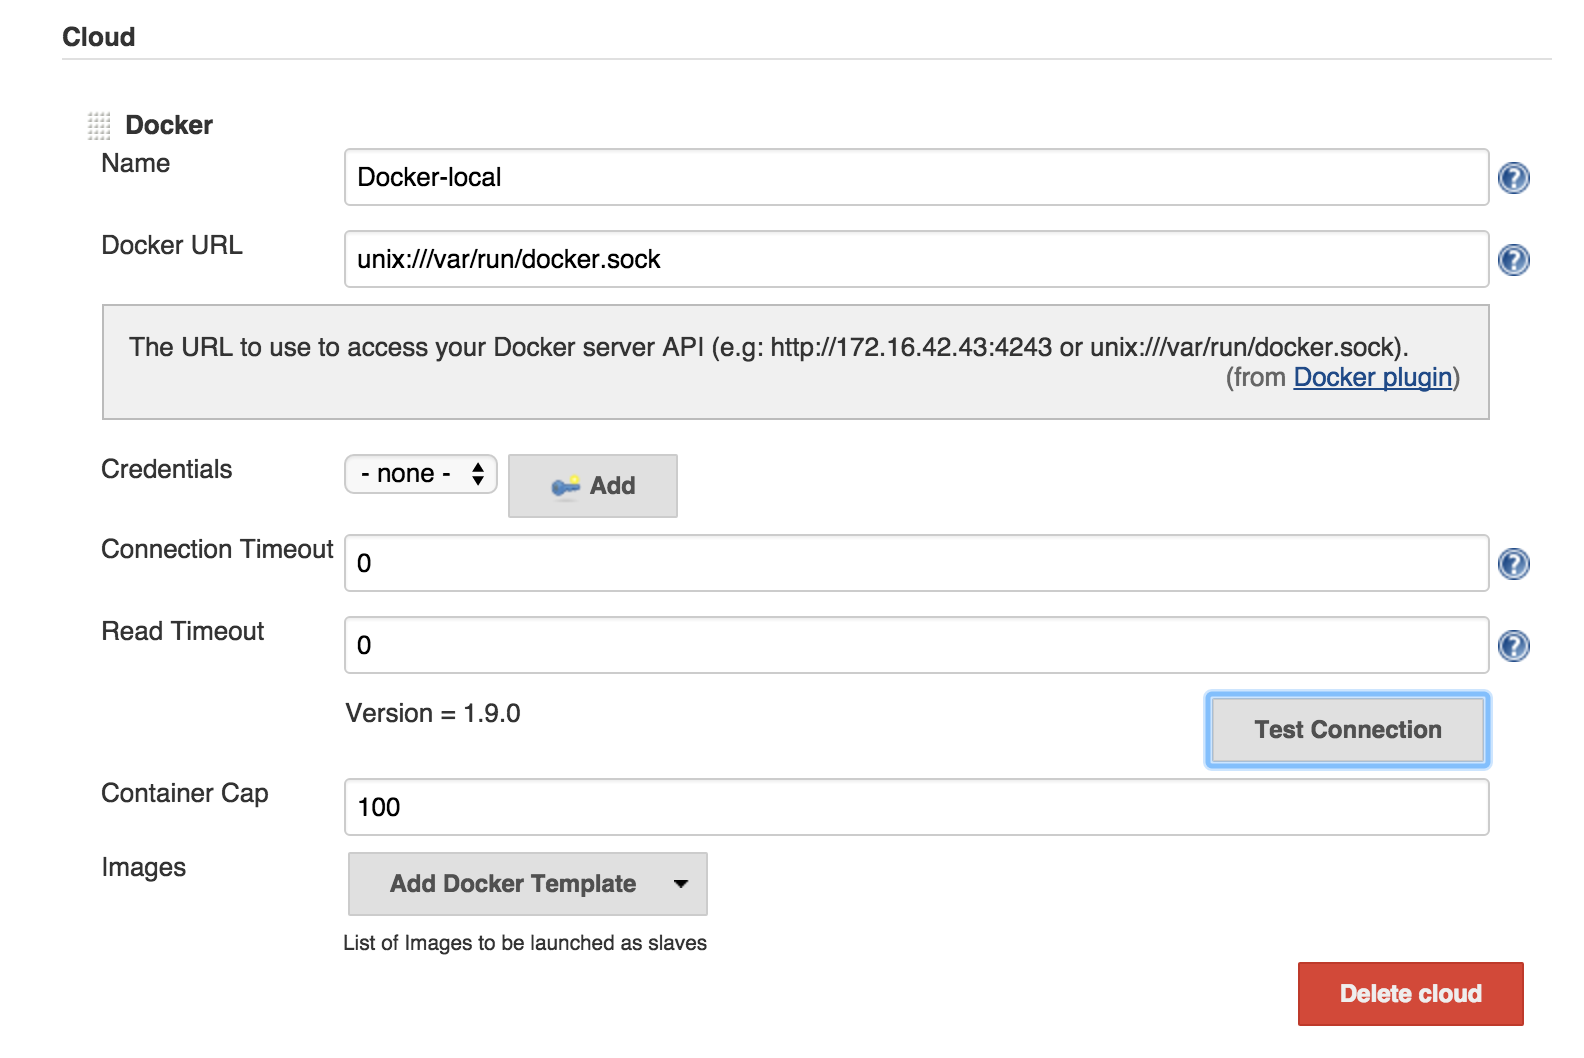 Cloud
Docker
Name
Docker-local
Docker URL
unix:///var/run/docker.sock
The URL to use to access your Docker server API (e.g: http://172.16.42.43:4243 or unix:///var/run/docker.sock).
(from Docker plugin)
Credentials
- none -
Add
Connection Timeout
0
Read Timeout
0
Version = 1.9.0
Test Connection
Container Cap
100
Images
Add Docker Template
List of Images to be launched as slaves
Delete cloud